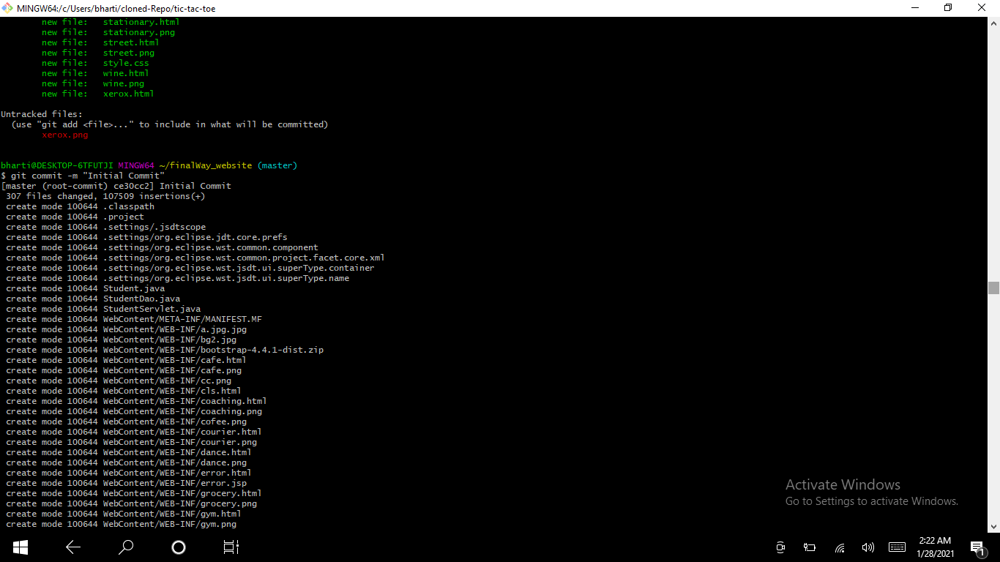 MINGW64:/c/Users/bharti/cloned-Repo/tic-tac-toe
new file:   stationary.html
new file:   stationary.png
new file:   street.html
new file:   street.png
new file:   style.css
new file:   wine.html
new file:   wine.png
new file:   xerox.html
Untracked files:
(use "git add <file>..." to include in what will be committed)
xerox.png
bharti@DESKTOP-6TFUTJI MINGW64 ~/finalWay_website (master)
$ git commit -m "Initial Commit"
[master (root-commit) ce30cc2] Initial Commit
307 files changed, 107509 insertions(+)
create mode 100644 .classpath
create mode 100644 .project
create mode 100644 .settings/.jsdtscope
create mode 100644 .settings/org.eclipse.jdt.core.prefs
create mode 100644 .settings/org.eclipse.wst.common.component
create mode 100644 .settings/org.eclipse.wst.common.project.facet.core.xml
create mode 100644 .settings/org.eclipse.wst.jsdt.ui.superType.container
create mode 100644 .settings/org.eclipse.wst.jsdt.ui.superType.name
create mode 100644 Student.java
create mode 100644 StudentDao.java
create mode 100644 StudentServlet.java
create mode 100644 WebContent/META-INF/MANIFEST.MF
create mode 100644 WebContent/WEB-INF/a.jpg.jpg
create mode 100644 WebContent/WEB-INF/bg2.jpg
create mode 100644 WebContent/WEB-INF/bootstrap-4.4.1-dist.zip
create mode 100644 WebContent/WEB-INF/cafe.html
create mode 100644 WebContent/WEB-INF/cafe.png
create mode 100644 WebContent/WEB-INF/cc.png
create mode 100644 WebContent/WEB-INF/cls.html
create mode 100644 WebContent/WEB-INF/coaching.html
create mode 100644 WebContent/WEB-INF/coaching.png
create mode 100644 WebContent/WEB-INF/cofee.png
create mode 100644 WebContent/WEB-INF/courier.html
create mode 100644 WebContent/WEB-INF/courier.png
create mode 100644 WebContent/WEB-INF/dance.html
create mode 100644 WebContent/WEB-INF/dance.png
create mode 100644 WebContent/WEB-INF/error.html
create mode 100644 WebContent/WEB-INF/error.jsp
create mode 100644 WebContent/WEB-INF/grocery.html
create mode 100644 WebContent/WEB-INF/grocery.png
create mode 100644 WebContent/WEB-INF/gym.html
create mode 100644 WebContent/WEB-INF/gym.png
Activate Windows
Go to Settings to activate Windows.
2:22 AM
1/28/2021
1